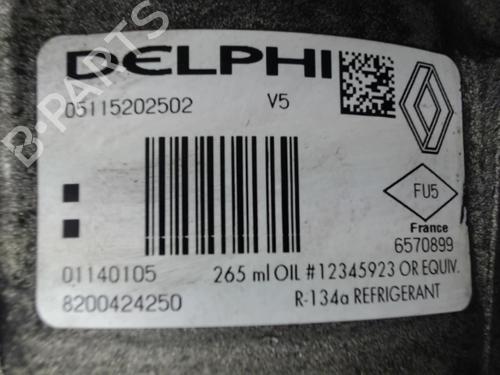 DELPHI
05115202502 V5
FU5
France
6570899
01140105 265 ml OIL #12345923 OR EQUIV.
8200424250 R-134a REFRIGERANT
B-PARTS